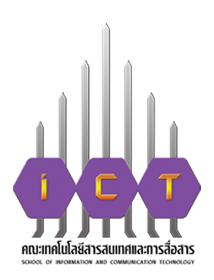 i C T
คณะเทคโนโลยีสารสนเทศและการสื่อสาร
SCHOOL OF INFORMATION AND COMMUNICATION TECHNOLOGY